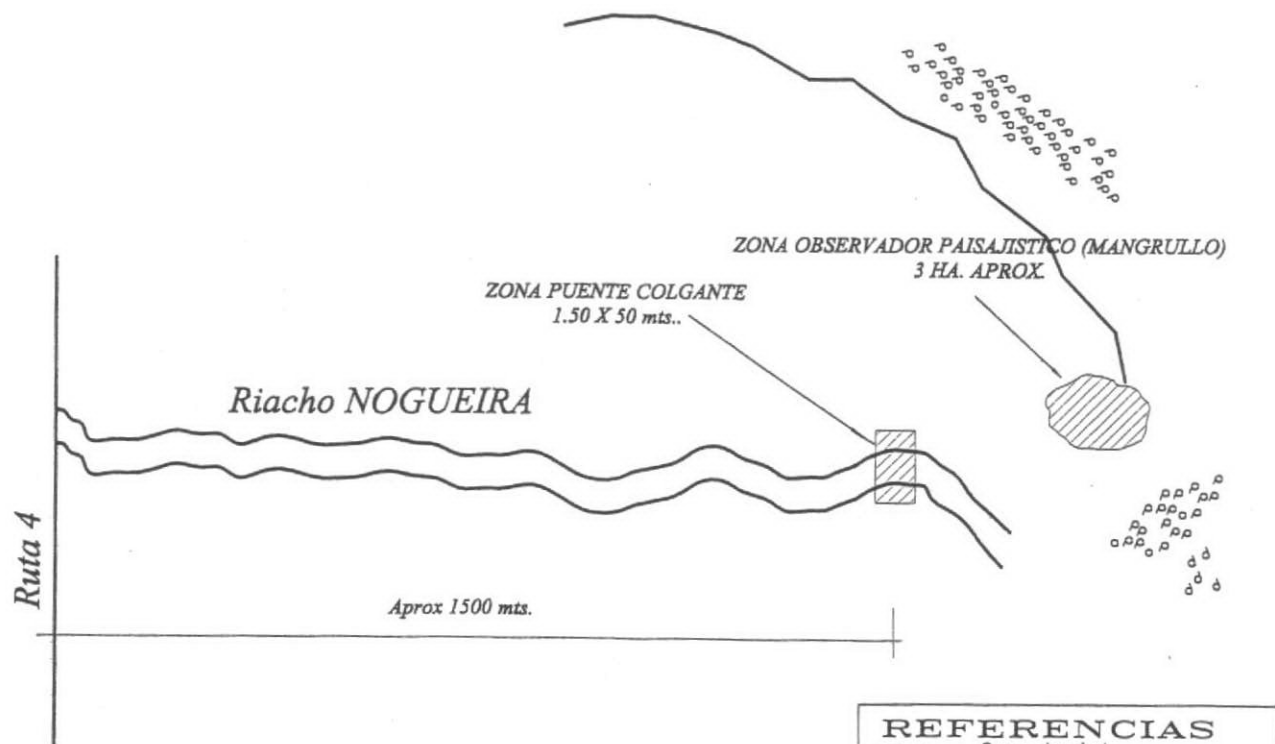 ZONA OBSERVADOR PAISAJISTICO (MANGRULLO)
3 HA. APROX.
ZONA PUENTE COLGANTE
1.50 X 50 mts..
Riacho NOGUEIRA
Ruta 4
Aprox 1500 mts.
REFERENCIAS